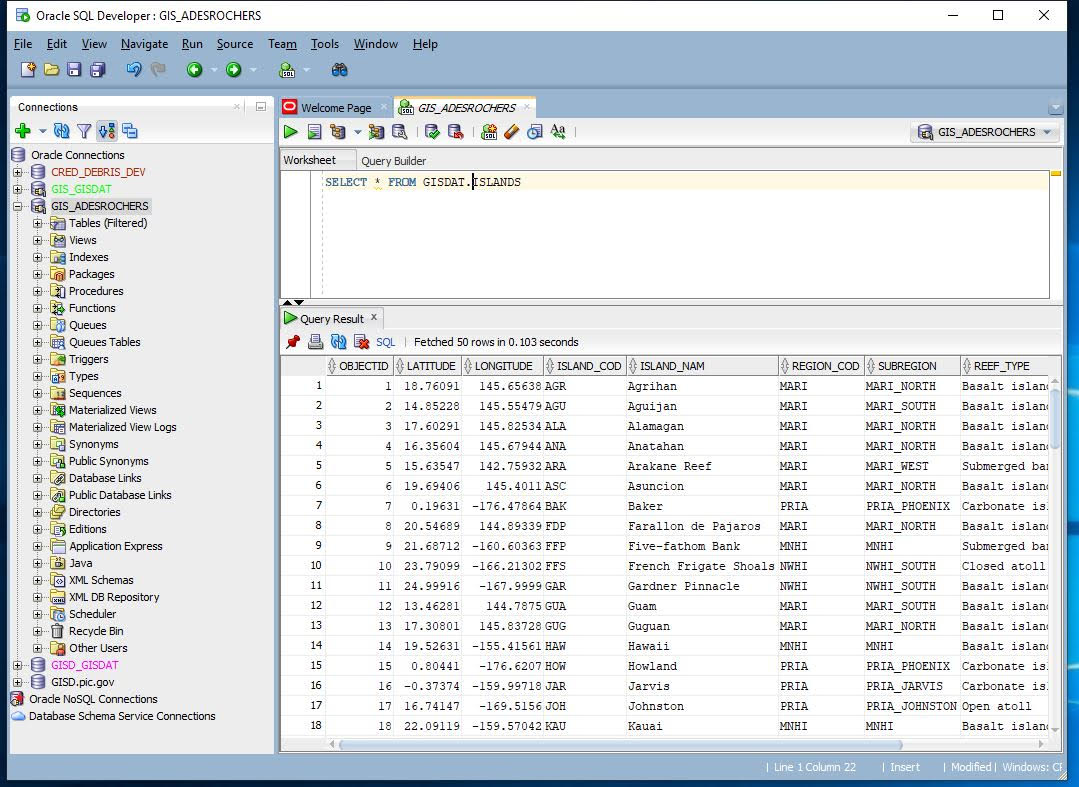 Oracle SQL Developer : GIS_ADESROCHERS
File Edit View Navigate Run Source Team Tools Window Help
Connections
Oracle Connections
CRED_DEBRIS_DEV
GIS_GISDAT
GIS_ADESROCHERS
Tables (Filtered)
Views
Indexes
Packages
Procedures
Functions
Queues
Queues Tables
Triggers
Types
Sequences
Materialized Views
Materialized View Logs
Synonyms
Public Synonyms
Database Links
Public Database Links
Directories
Editions
Application Express
Java
XML Schemas
XML DB Repository
Scheduler
Recycle Bin
Other Users
GISD_GISDAT
GISD.pic.gov
Oracle NoSQL Connections
Database Schema Service Connections
Welcome Page GIS_ADESROCHERS
GIS_ADESROCHERS
Worksheet Query Builder
SELECT * FROM GISDAT.ISLANDS
Query Result
SQL | Fetched 50 rows in 0.103 seconds
OBJECTID LATITUDE LONGITUDE ISLAND_COD ISLAND_NAM REGION_COD SUBREGION REEF_TYPE
1 1 18.76091 145.65638 AGR Agrihan MARI MARI_NORTH Basalt islan
2 2 14.85228 145.55479 AGU Aguijan MARI MARI_SOUTH Basalt islan
3 3 17.60291 145.82534 ALA Alamagan MARI MARI_NORTH Basalt islan
4 4 16.35604 145.67944 ANA Anatahan MARI MARI_NORTH Basalt islan
5 5 15.63547 142.75932 ARA Arakane Reef MARI MARI_WEST Submerged ba
6 6 19.69406 145.4011 ASC Asuncion MARI MARI_NORTH Basalt islan
7 7 0.19631 -176.47864 BAK Baker PRIA PRIA_PHOENIX Carbonate is
8 8 20.54689 144.89339 FDP Farallon de Pajaros MARI MARI_NORTH Basalt islan
9 9 21.68712 -160.60363 FFP Five-fathom Bank MNHI MNHI Submerged ba
10 10 23.79099 -166.21302 FFS French Frigate Shoals NWHI NWHI_SOUTH Closed atoll
11 11 24.99916 -167.9999 GAR Gardner Pinnacle NWHI NWHI_SOUTH Basalt islan
12 12 13.46281 144.7875 GUA Guam MARI MARI_SOUTH Basalt islan
13 13 17.30801 145.83728 GUG Guguan MARI MARI_NORTH Basalt islan
14 14 19.52631 -155.41561 HAW Hawaii MNHI MNHI Basalt islan
15 15 0.80441 -176.6207 HOW Howland PRIA PRIA_PHOENIX Carbonate is
16 16 -0.37374 -159.99718 JAR Jarvis PRIA PRIA_JARVIS Carbonate is
17 17 16.74147 -169.5156 JOH Johnston PRIA PRIA_JOHNSTON Open atoll
18 18 22.09119 -159.57042 KAU Kauai MNHI MNHI Basalt islan
| Line 1 Column 22 | Insert | Modified | Windows: CR